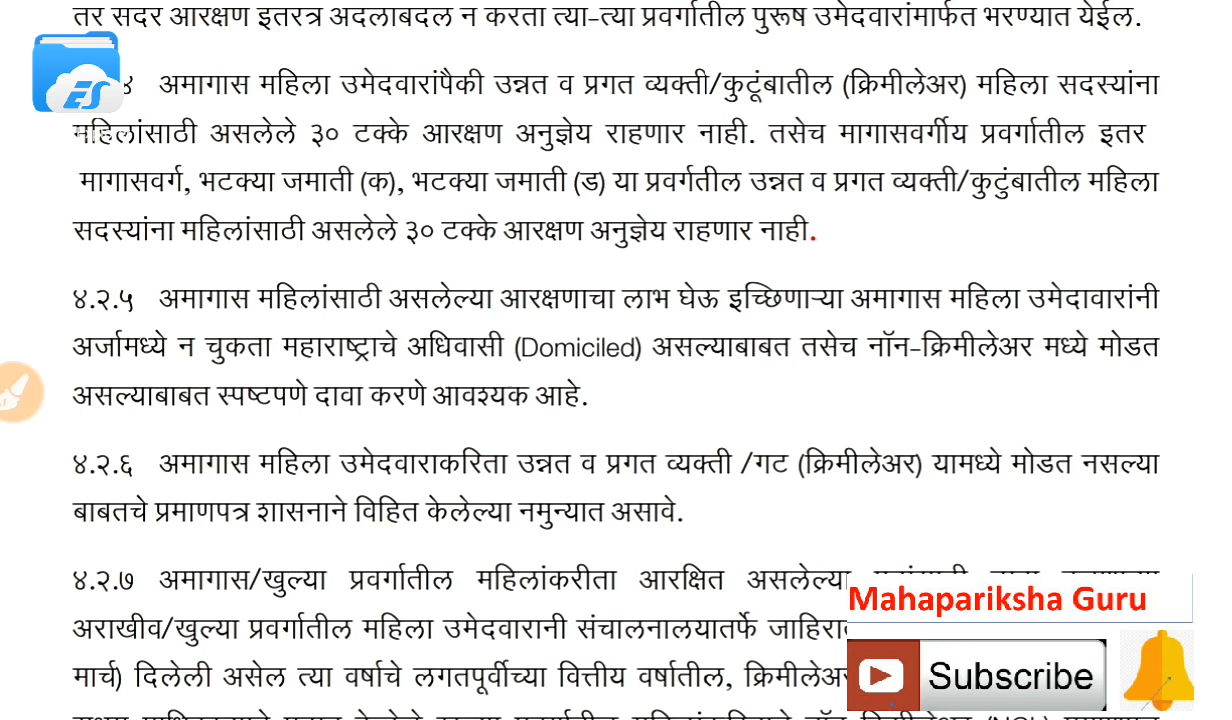 तर सदर आरक्षण इतरत्र अदलाबदल न करता त्या-त्या प्रवर्गातील पुरूष उमेदवारांमार्फत भरण्यात येईल.
४ अमागास महिला उमेदवारांपैकी उन्नत व प्रगत व्यक्ती/कुटूंबातील (क्रिमीलेअर) महिला सदस्यांना
महिलांसाठी असलेले ३० टक्के आरक्षण अनुज्ञेय राहणार नाही. तसेच मागासवर्गीय प्रवर्गातील इतर
मागासवर्ग, भटक्या जमाती (क), भटक्या जमाती (ड) या प्रवर्गतील उन्नत व प्रगत व्यक्ती/कुटुंबातील महिला
सदस्यांना महिलांसाठी असलेले ३० टक्के आरक्षण अनुज्ञेय राहणार नाही.
४.२.५ अमागास महिलांसाठी असलेल्या आरक्षणाचा लाभ घेऊ इच्छिणाऱ्या अमागास महिला उमेदावारांनी
अर्जामध्ये न चुकता महाराष्ट्राचे अधिवासी (Domiciled) असल्याबाबत तसेच नॉन-क्रिमीलेअर मध्ये मोडत
असल्याबाबत स्पष्टपणे दावा करणे आवश्यक आहे.
४.२.६ अमागास महिला उमेदवाराकरिता उन्नत व प्रगत व्यक्ती /गट (क्रिमीलेअर) यामध्ये मोडत नसल्या
बाबतचे प्रमाणपत्र शासनाने विहित केलेल्या नमुन्यात असावे.
४.२.७ अमागास/खुल्या प्रवर्गातील महिलांकरीता आरक्षित असलेल्या
अराखीव/खुल्या प्रवर्गातील महिला उमेदवारानी संचालनालयातर्फे
मार्च) दिलेली असेल त्या वर्षाचे लगतपूर्वीच्या वित्तीय वर्षातील,
Mahapariksha Guru
Subscribe
ES